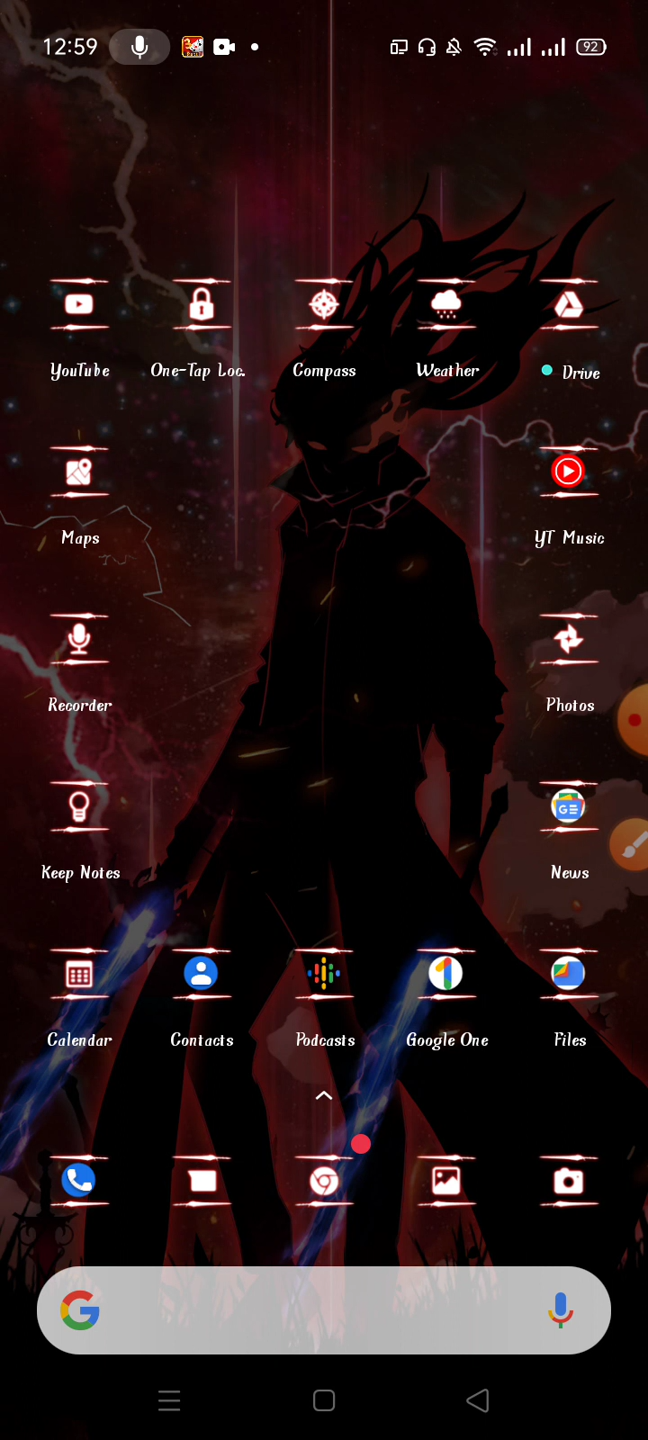 12:59
92
YouTube
One-Tap Loc..
Compass
Weather
Drive
Maps
YT Music
Recorder
Photos
Keep Notes
GE
News
Calendar
Contacts
Podcasts
Google One
Files
G